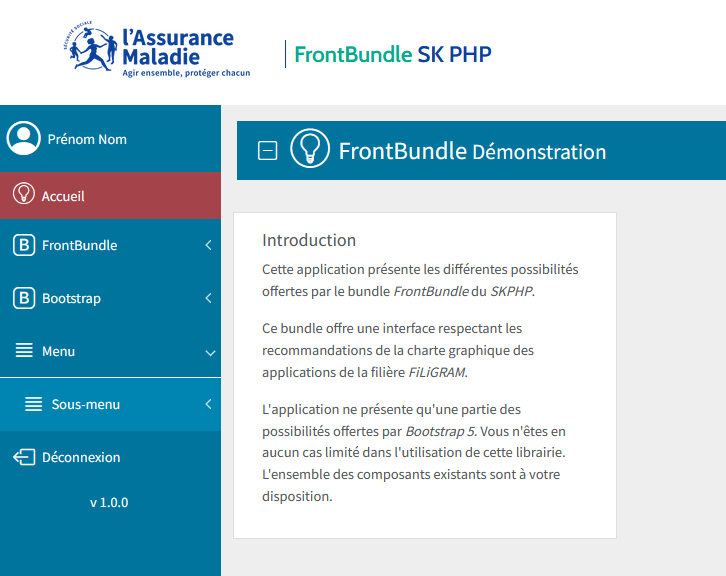 SÉCURITÉ SOCIALE
l'Assurance
Maladie
Agir ensemble, protéger chacun
FrontBundle SK PHP
Prénom Nom
Accueil
FrontBundle
Bootstrap
Menu
Sous-menu
Déconnexion
v 1.0.0
FrontBundle Démonstration
Introduction
Cette application présente les différentes possibilités
offertes par le bundle FrontBundle du SKPHP.
Ce bundle offre une interface respectant les
recommandations de la charte graphique des
applications de la filière FiLiGRAM.
L'application ne présente qu'une partie des
possibilités offertes par Bootstrap 5. Vous n'êtes en
aucun cas limité dans l'utilisation de cette librairie.
L'ensemble des composants existants sont à votre
disposition.